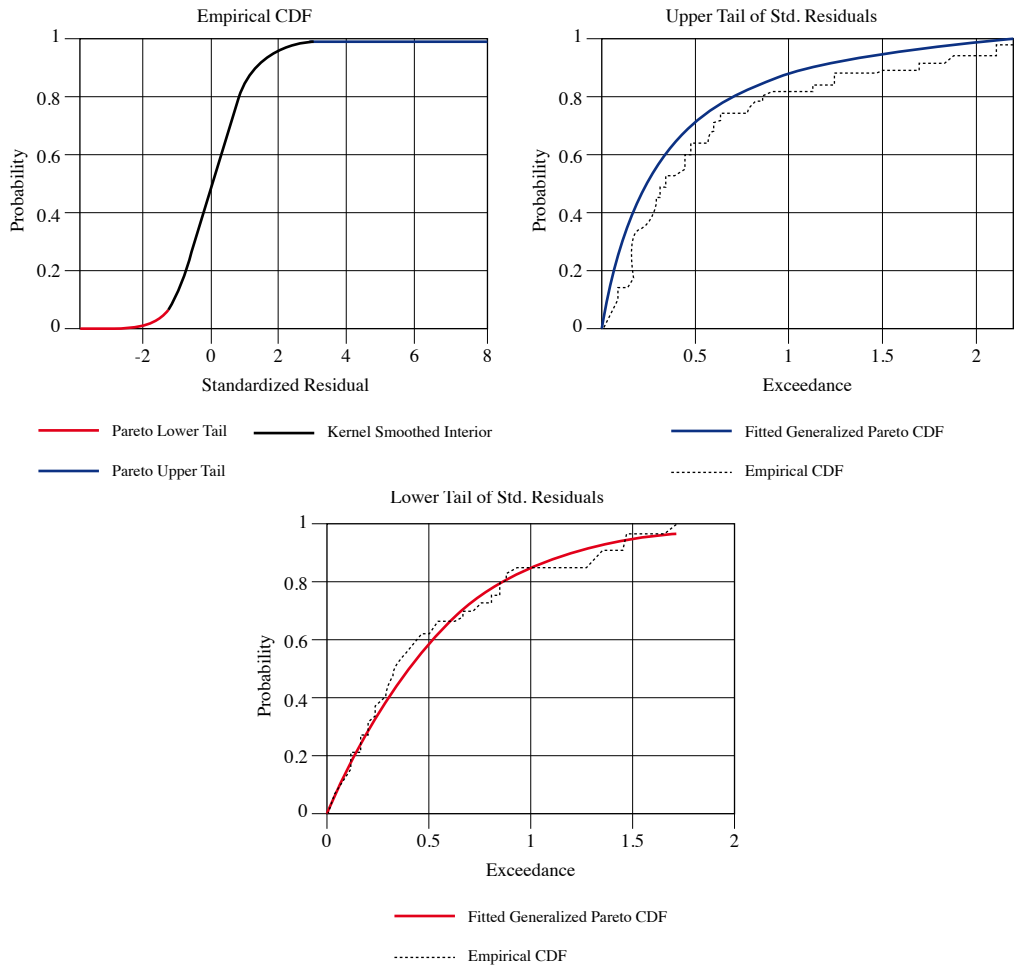 Empirical CDF
1
0.8
0.6
0.4
0.2
0
Probability
-2 0 2 4 6 8
Standardized Residual
Pareto Lower Tail
Kernel Smoothed Interior
Pareto Upper Tail
Upper Tail of Std. Residuals
1
0.8
0.6
0.4
0.2
0
Probability
0.5 1 1.5 2
Exceedance
Fitted Generalized Pareto CDF
Empirical CDF
Lower Tail of Std. Residuals
1
0.8
0.6
0.4
0.2
0
Probability
0 0.5 1 1.5 2
Exceedance
Fitted Generalized Pareto CDF
Empirical CDF